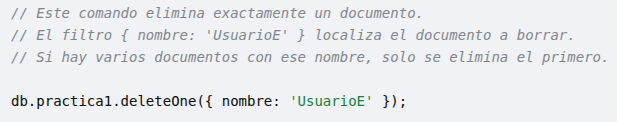 // Este comando elimina exactamente un documento.
// El filtro { nombre: 'UsuarioE' } localiza el documento a borrar.
// Si hay varios documentos con ese nombre, solo se elimina el primero.
db.practica1.deleteOne({ nombre: 'UsuarioE' });